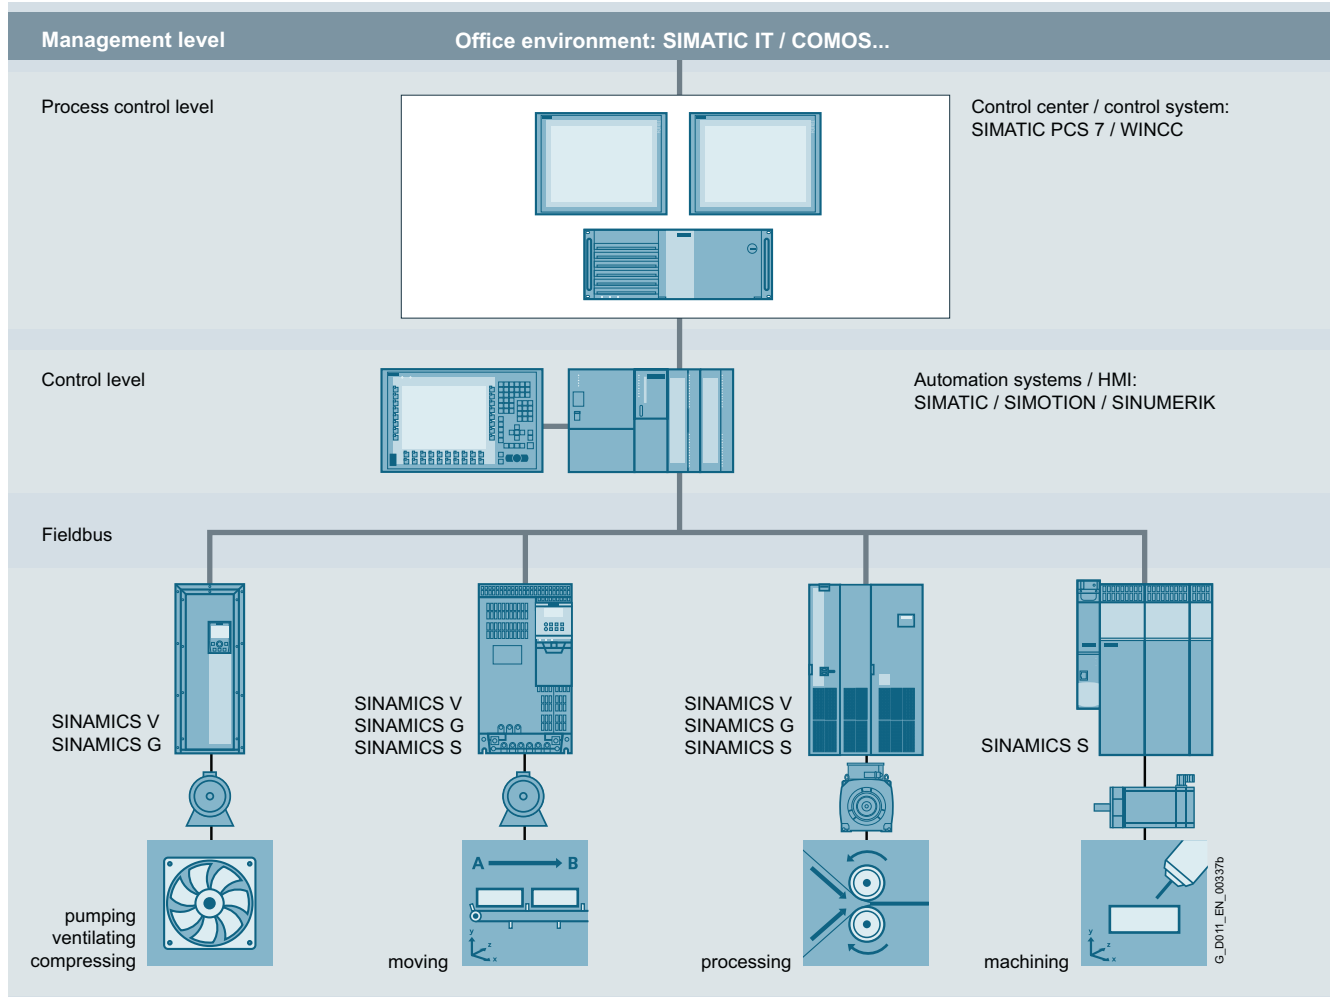 Management level
Office environment: SIMATIC IT / COMOS...
Process control level
Control center / control system:
SIMATIC PCS 7 / WINCC
Control level
Automation systems / HMI:
SIMATIC / SIMOTION / SINUMERIK
Fieldbus
SINAMICS V
SINAMICS G
SINAMICS V
SINAMICS G
SINAMICS S
SINAMICS V
SINAMICS G
SINAMICS S
SINAMICS S
pumping
ventilating
compressing
A B
y
z
x
moving
processing
y
z
x
machining
G_D011_EN_00337b